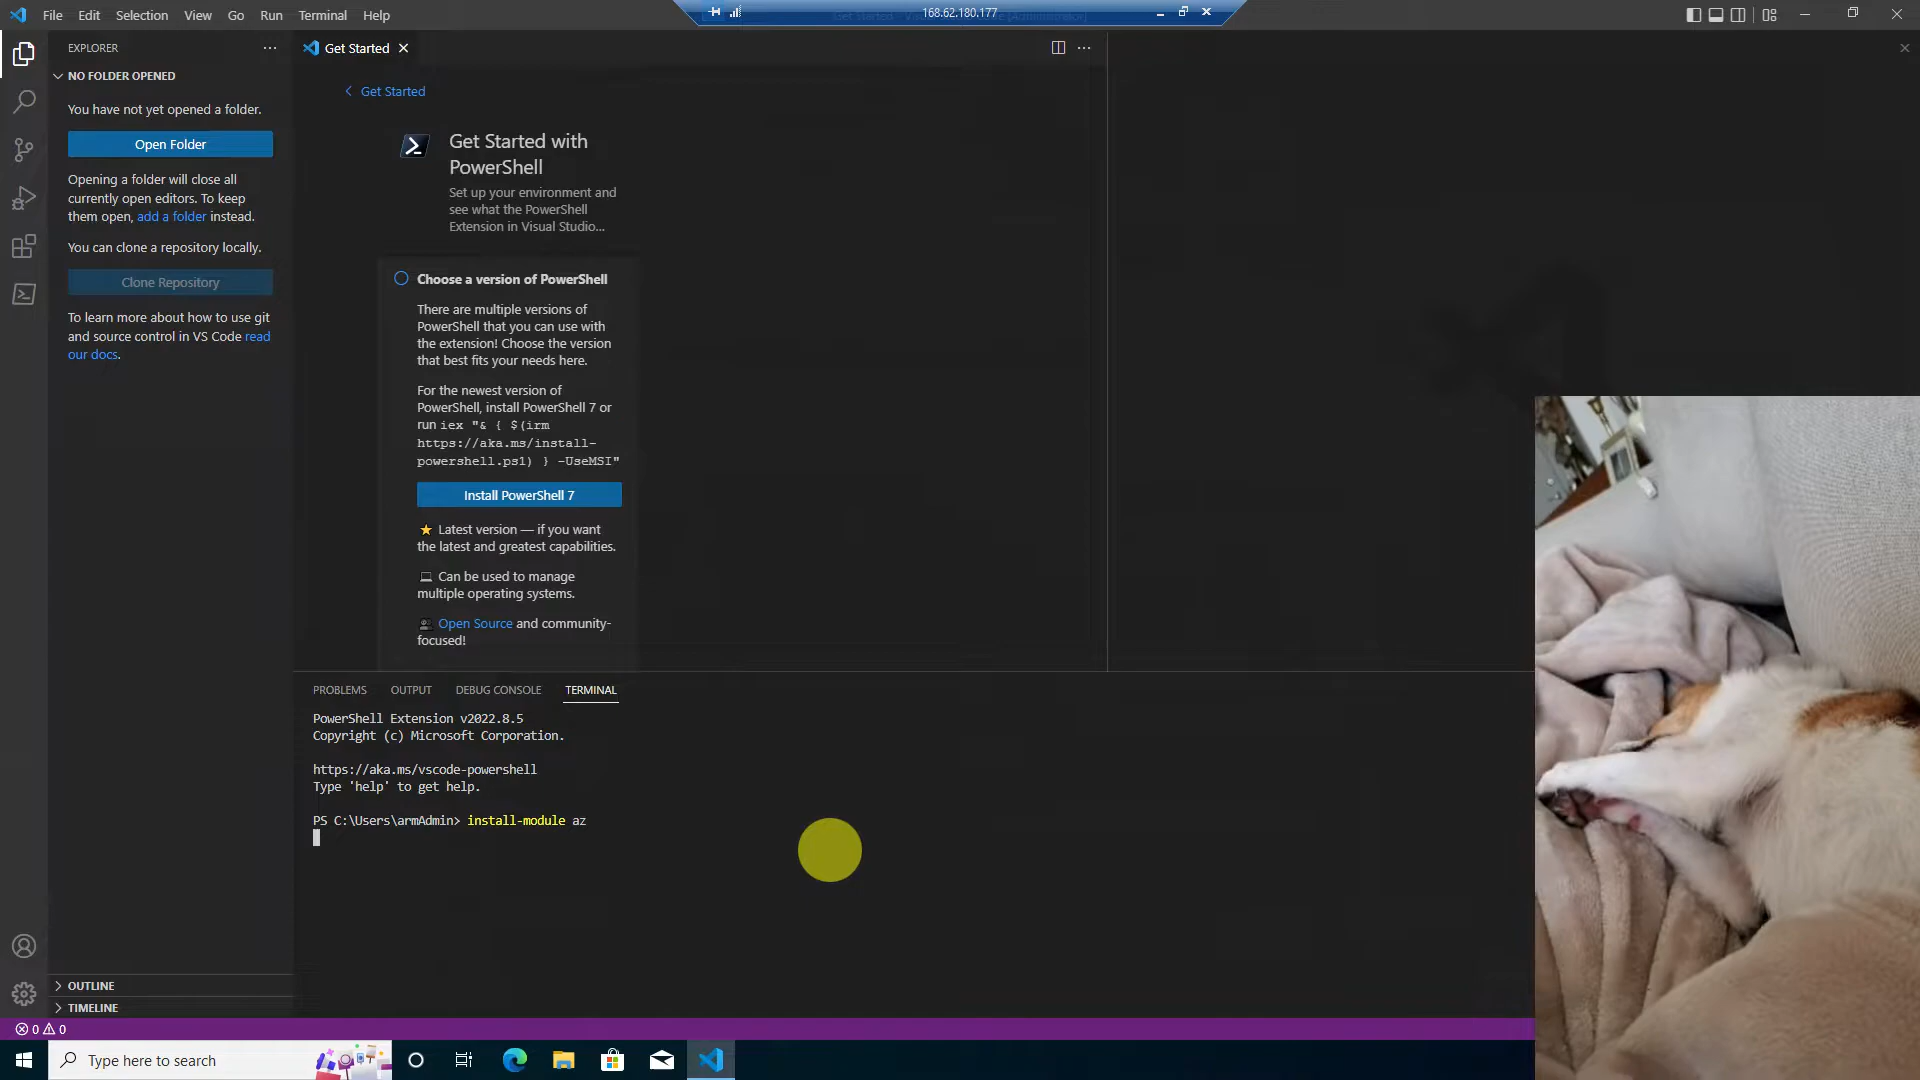 File Edit Selection View Go Run Terminal Help
168.62.180.177
EXPLORER
NO FOLDER OPENED
You have not yet opened a folder.
Open Folder
Opening a folder will close all
currently open editors. To keep
them open, add a folder instead.
You can clone a repository locally.
Clone Repository
To learn more about how to use git
and source control in VS Code read
our docs.
OUTLINE
TIMELINE
Get Started
Get Started
Get Started with
PowerShell
Set up your environment and
see what the PowerShell
Extension in Visual Studio...
Choose a version of PowerShell
There are multiple versions of
PowerShell that you can use with
the extension! Choose the version
that best fits your needs here.
For the newest version of
PowerShell, install PowerShell 7 or
run iex "& { $(irm
https://aka.ms/install-
powershell.ps1) } -UseMSI"
Install PowerShell 7
Latest version — if you want
the latest and greatest capabilities.
Can be used to manage
multiple operating systems.
Open Source and community-
focused!
PROBLEMS OUTPUT DEBUG CONSOLE TERMINAL
PowerShell Extension v2022.8.5
Copyright (c) Microsoft Corporation.
https://aka.ms/vscode-powershell
Type 'help' to get help.
PS C:\Users\armAdmin> install-module az
0 0
Type here to search